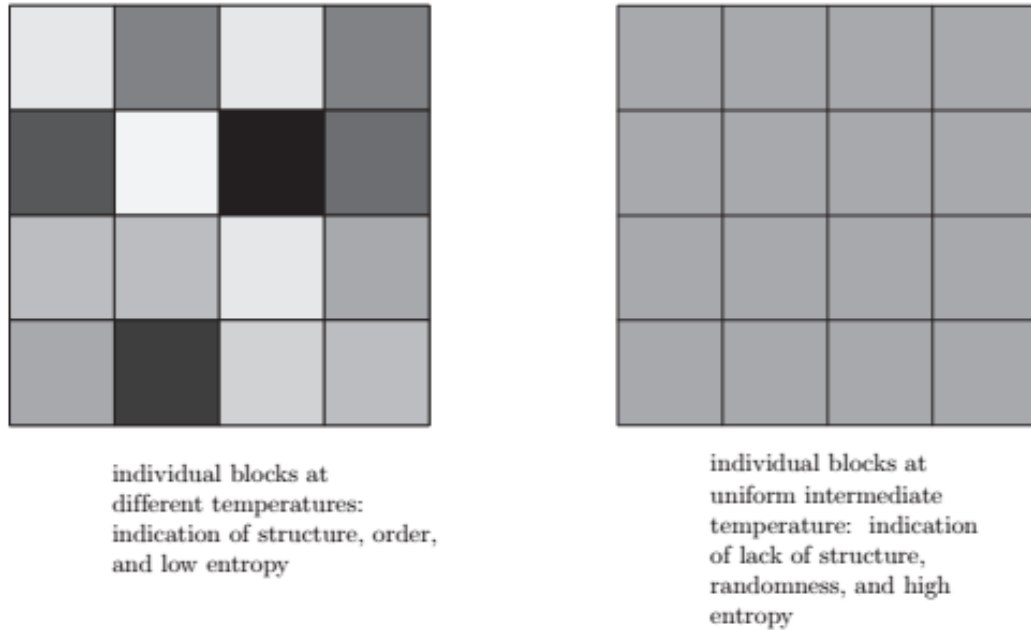 individual blocks at
different temperatures:
indication of structure, order,
and low entropy
individual blocks at
uniform intermediate
temperature: indication
of lack of structure,
randomness, and high
entropy